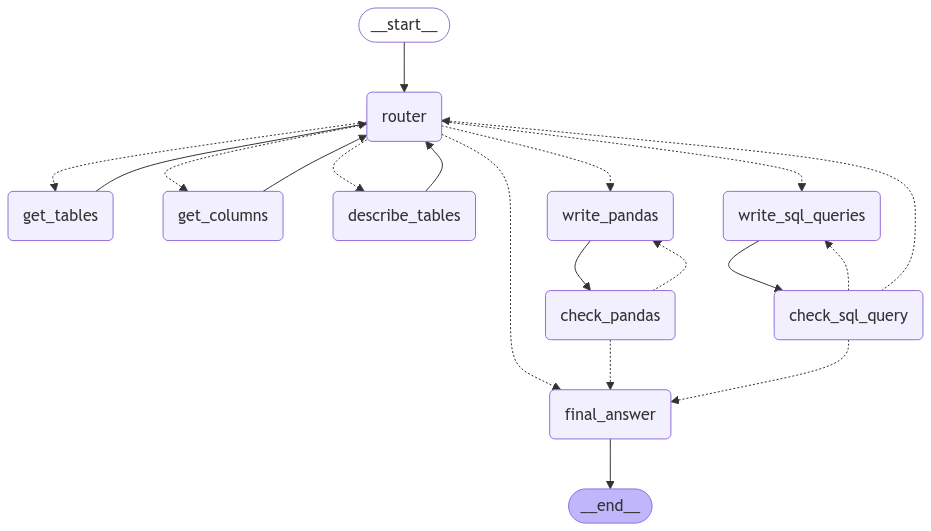 __start__
router
get_tables
get_columns
describe_tables
write_pandas
write_sql_queries
check_pandas
check_sql_query
final_answer
__end__